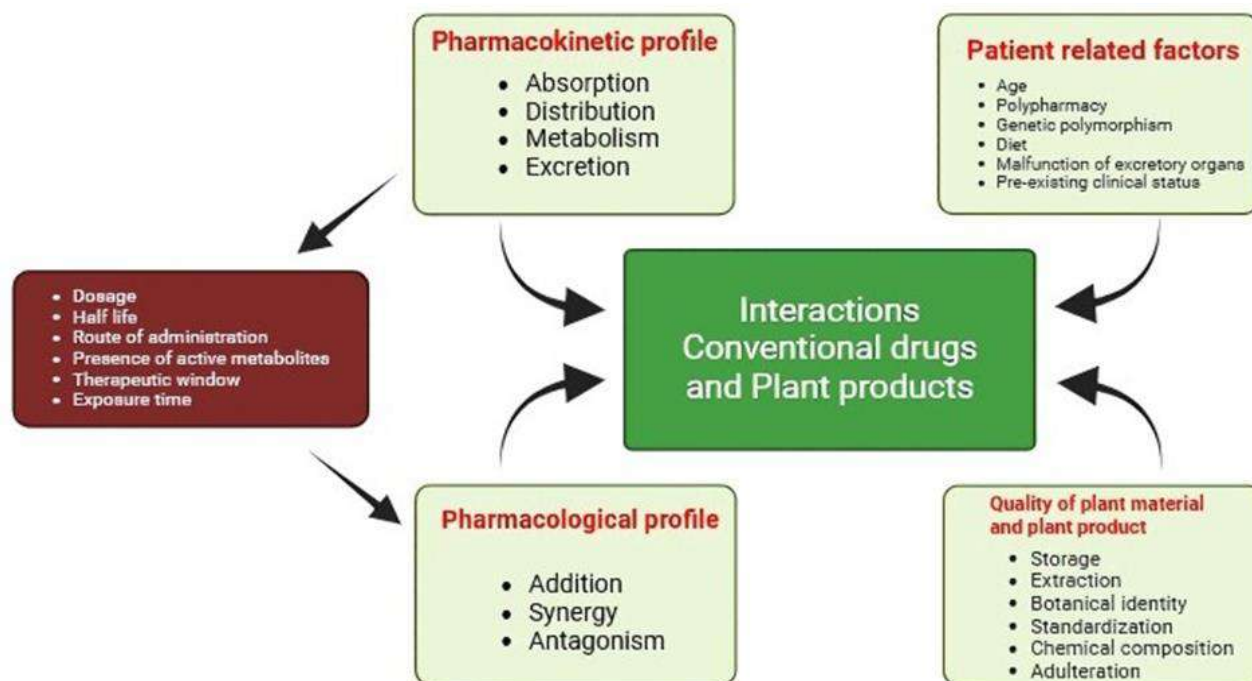 Pharmacokinetic profile
• Absorption
• Distribution
• Metabolism
• Excretion
Patient related factors
• Age
• Polypharmacy
• Genetic polymorphism
• Diet
• Malfunction of excretory organs
• Pre-existing clinical status
• Dosage
• Half life
• Route of administration
• Presence of active metabolites
• Therapeutic window
• Exposure time
Interactions
Conventional drugs
and Plant products
Pharmacological profile
• Addition
• Synergy
• Antagonism
Quality of plant material
and plant product
• Storage
• Extraction
• Botanical identity
• Standardization
• Chemical composition
• Adulteration